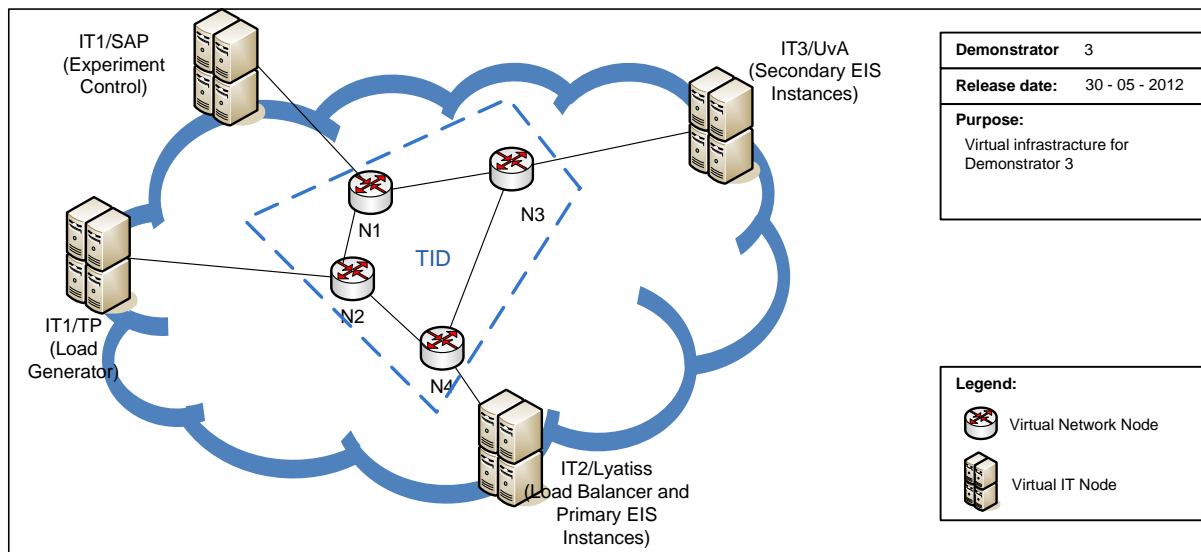 IT1/SAP
(Experiment
Control)
IT3/UvA
(Secondary EIS
Instances)
N1
N3
TID
N2
N4
IT1/TP
(Load
Generator)
IT2/Lyatiss
(Load Balancer and
Primary EIS
Instances)
Demonstrator 3
Release date: 30 - 05 - 2012
Purpose:
Virtual infrastracture for
Demonstrator 3
Legend:
Virtual Network Node
Virtual IT Node